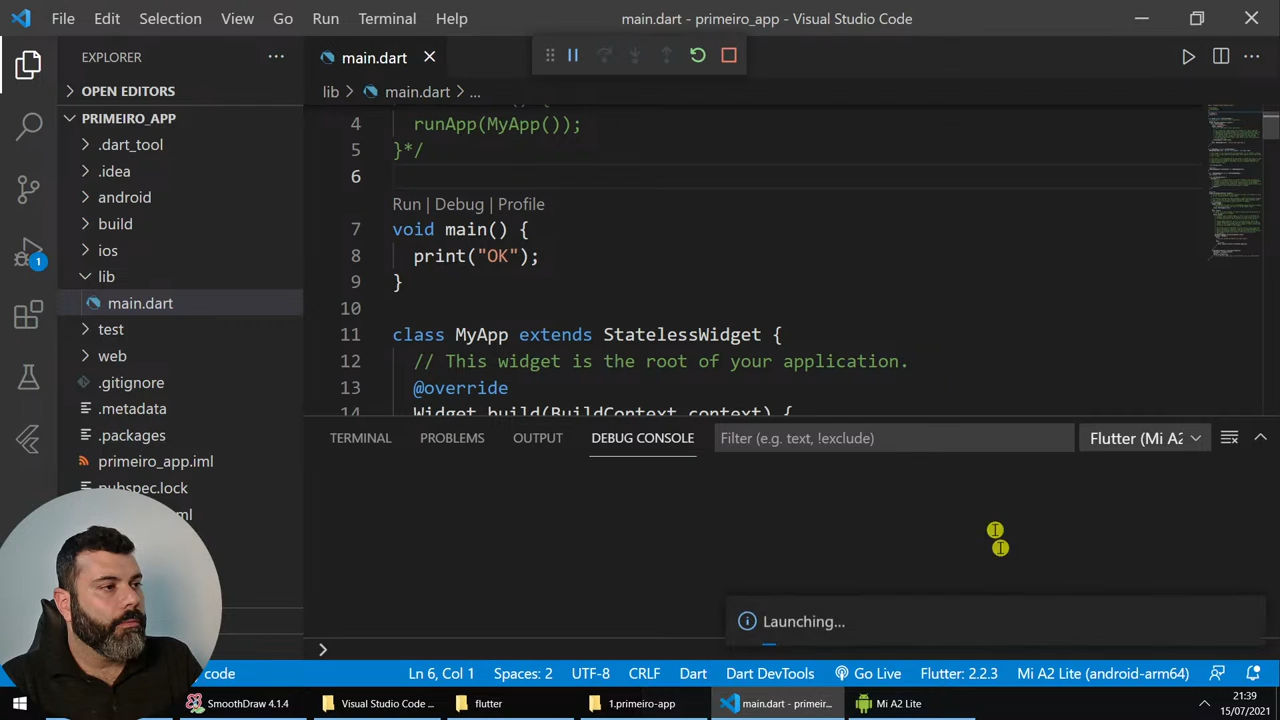 File Edit Selection View Go Run Terminal Help
main.dart - primeiro_app - Visual Studio Code
EXPLORER
OPEN EDITORS
PRIMEIRO_APP
.dart_tool
.idea
android
build
ios
lib
main.dart
test
web
.gitignore
.metadata
.packages
primeiro_app.iml
pubspec.lock
ml
1
main.dart
lib > main.dart > ...
4 runApp(MyApp());
5 }*/
6
Run | Debug | Profile
7 void main() {
8 print("OK");
9 }
10
11 class MyApp extends StatelessWidget {
12 // This widget is the root of your application.
13 @override
14 Widget build(BuildContext context) {
TERMINAL PROBLEMS OUTPUT DEBUG CONSOLE
Filter (e.g. text, !exclude)
Flutter (Mi A2
Launching...
code
Ln 6, Col 1 Spaces: 2 UTF-8 CRLF Dart Dart DevTools Go Live Flutter: 2.2.3 Mi A2 Lite (android-arm64)
SmoothDraw 4.1.4
Visual Studio Code ...
flutter
1.primeiro-app
main.dart - primeir...
Mi A2 Lite
21:39
15/07/2021